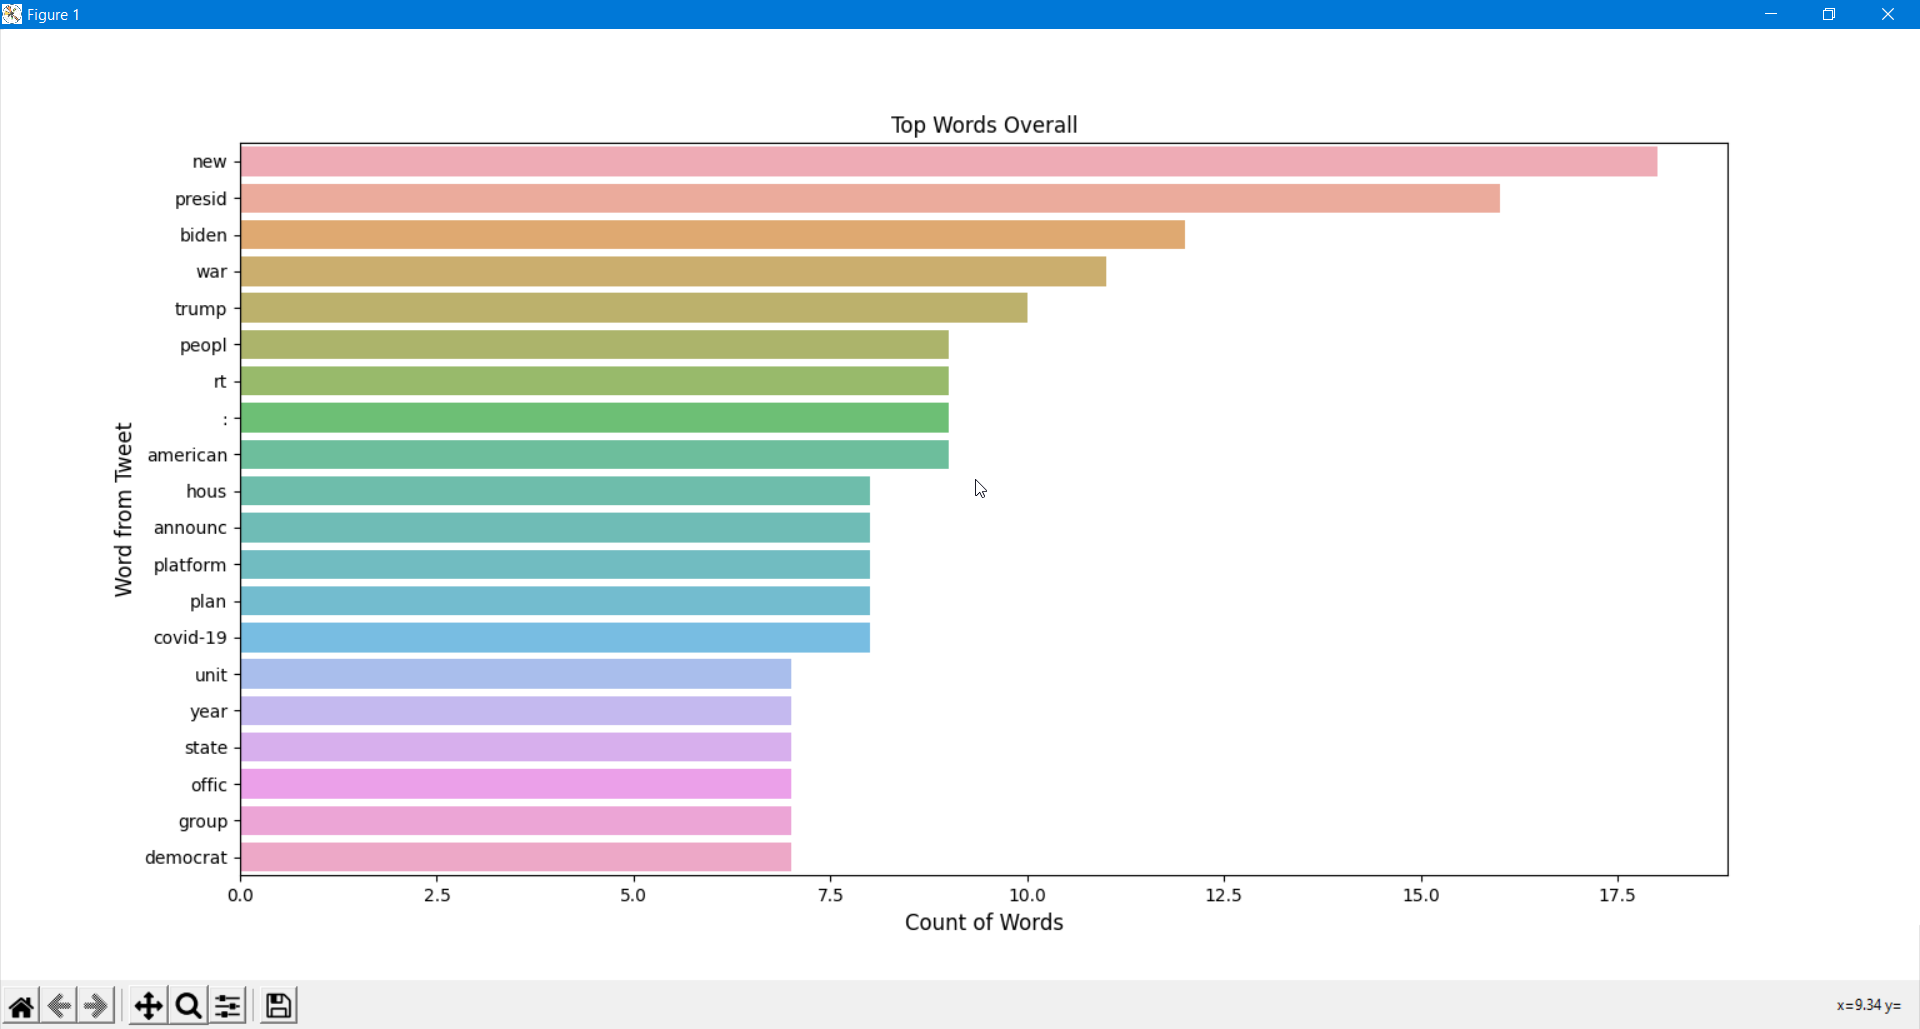 Figure 1
Top Words Overall
new
presid
biden
war
trump
peopl
rt
:
american
hous
announc
platform
plan
covid-19
unit
year
state
offic
group
democrat
Word from Tweet
0.0 2.5 5.0 7.5 10.0 12.5 15.0 17.5
Count of Words
x=9.34 y=